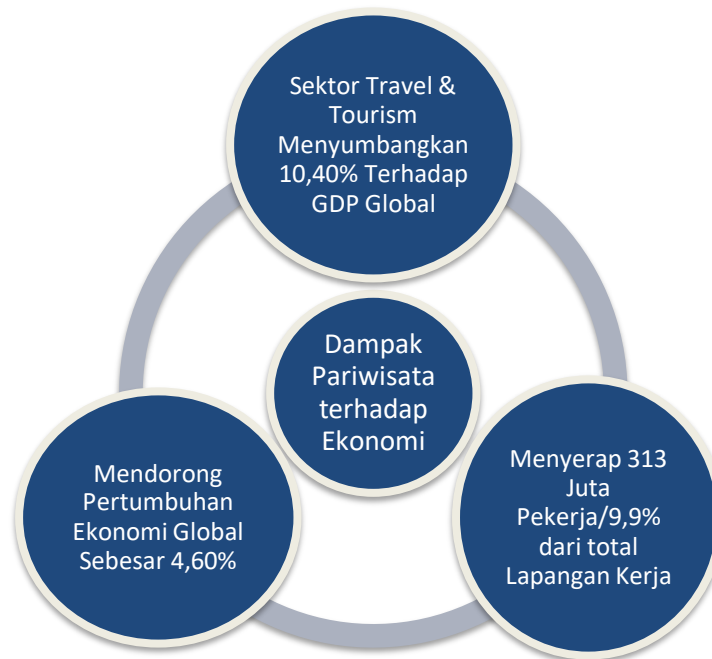 Sektor Travel &
Tourism
Menyumbangkan
10,40% Terhadap
GDP Global
Dampak
Pariwisata
terhadap
Ekonomi
Mendorong
Pertumbuhan
Ekonomi Global
Sebesar 4,60%
Menyerap 313
Juta
Pekerja/9,9%
dari total
Lapangan Kerja